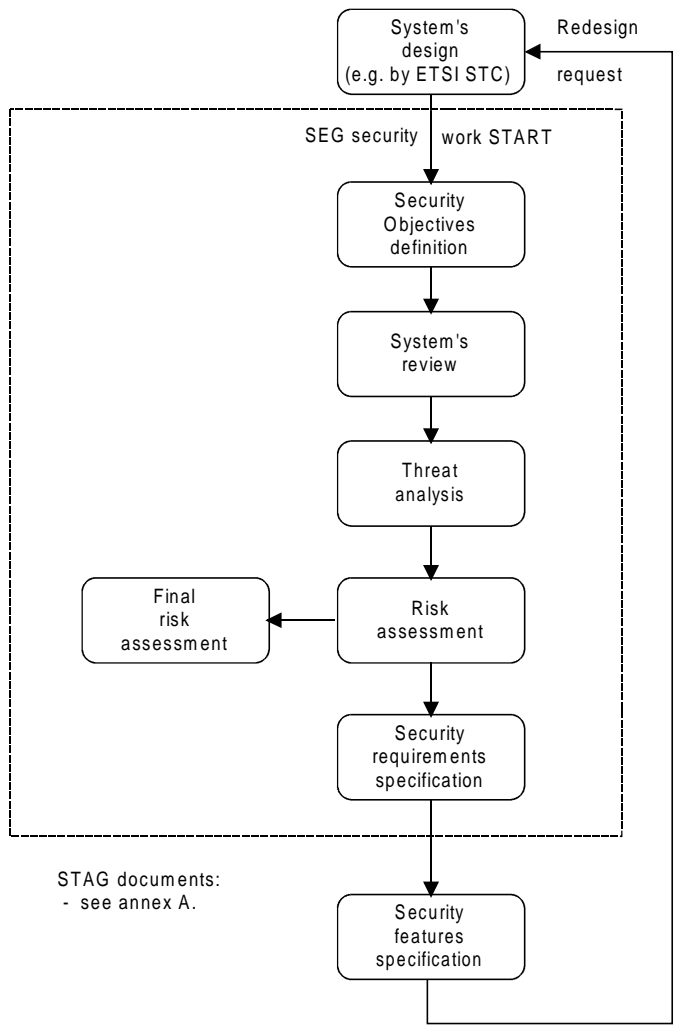 System's
design
(e.g. by ETSI STC)
Redesign
request
SEG security work START
Security
Objectives
definition
System's
review
Threat
analysis
Final
risk
assessment
Risk
assessment
Security
requirements
specification
STAG documents:
- see annex A.
Security
features
specification